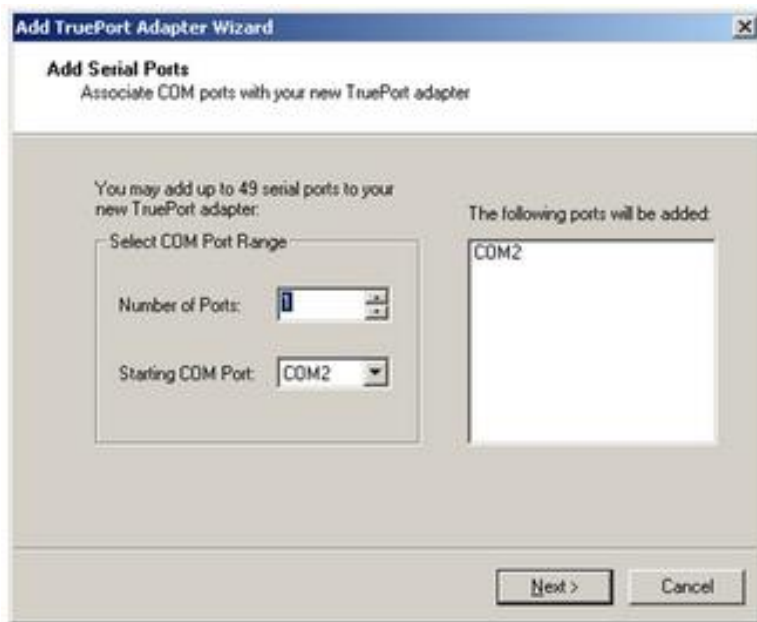 Add TruePort Adapter Wizard
Add Serial Ports
Associate COM ports with your new TruePort adapter
You may add up to 49 serial ports to your
new TruePort adapter:
Select COM Port Range
Number of Ports: 1
Starting COM Port: COM2
The following ports will be added:
COM2
Next >
Cancel